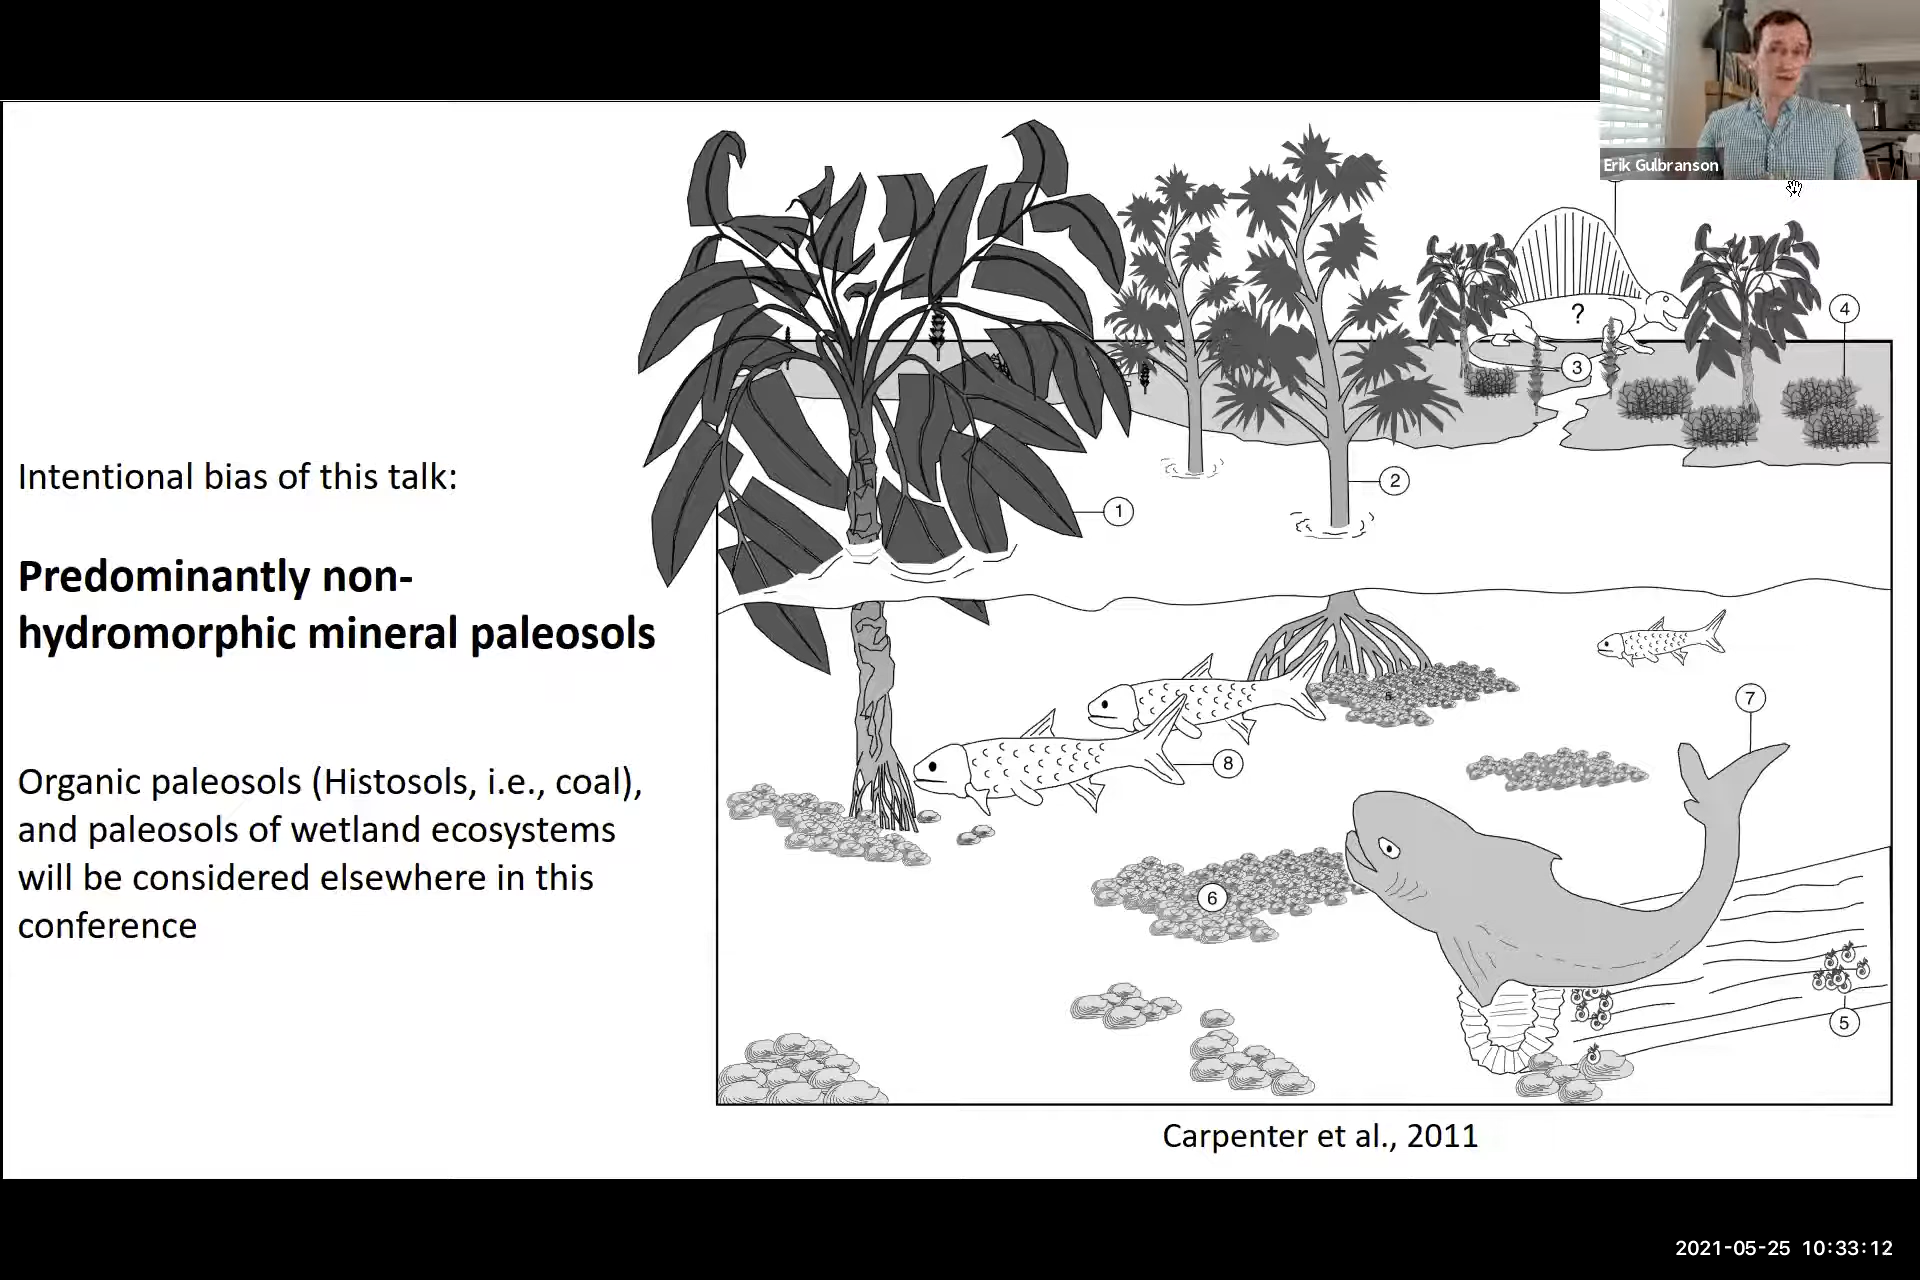 Erik Gulbranson
Intentional bias of this talk:
Predominantly non-
hydromorphic mineral paleosols
Organic paleosols (Histosols, i.e., coal),
and paleosols of wetland ecosystems
will be considered elsewhere in this
conference
?
4
3
2
1
7
8
6
5
Carpenter et al., 2011
2021-05-25 10:33:12